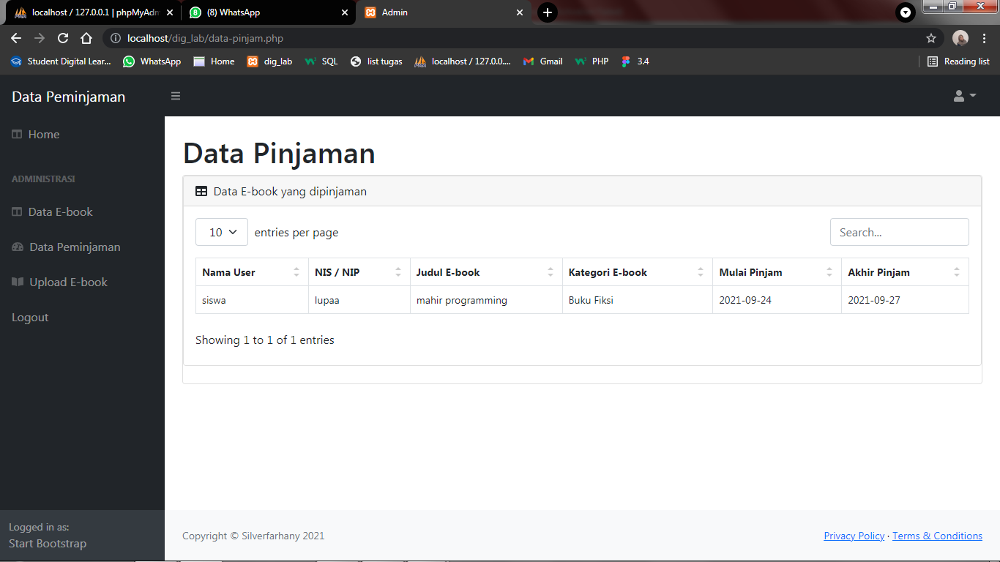 localhost / 127.0.0.1 | phpMyAdm
(8) WhatsApp
Admin
localhost/dig_lab/data-pinjam.php
Student Digital Lear...
WhatsApp
Home
dig_lab
SQL
list tugas
localhost / 127.0.0....
Gmail
PHP
3.4
Reading list
Data Peminjaman
Home
ADMINISTRASI
Data E-book
Data Peminjaman
Upload E-book
Logout
Logged in as:
Start Bootstrap
Data Pinjaman
Data E-book yang dipinjaman
10 entries per page
Search...
Nama User NIS / NIP Judul E-book Kategori E-book Mulai Pinjam Akhir Pinjam
siswa lupaa mahir programming Buku Fiksi 2021-09-24 2021-09-27
Showing 1 to 1 of 1 entries
Copyright © Silverfarhany 2021
Privacy Policy · Terms & Conditions